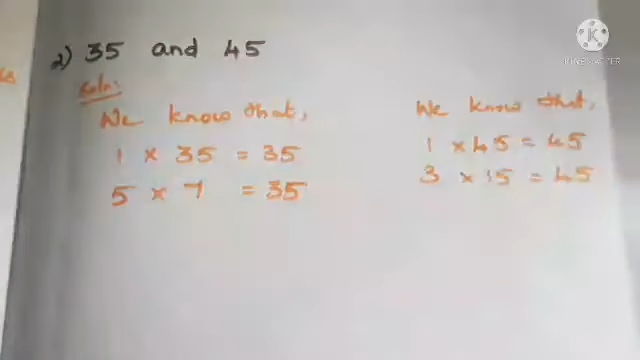 2) 35 and 45
Soln:
We know that,
1 × 35 = 35
5 × 7 = 35
We know that,
1 × 45 = 45
3 × 15 = 45